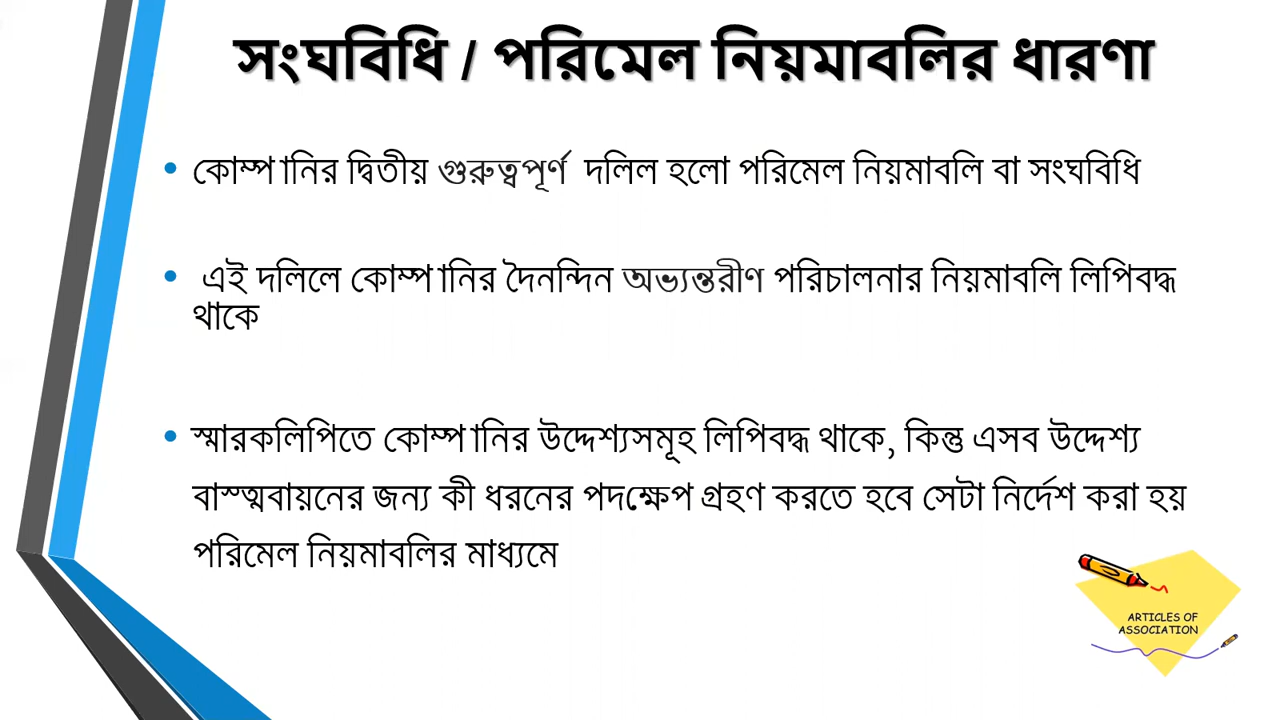 সংঘবিধি / পরিমেল নিয়মাবলির ধারণা
• কোম্পানির দ্বিতীয় গুরুত্বপূর্ণ দলিল হলো পরিমেল নিয়মাবলি বা সংঘবিধি
• এই দলিলে কোম্পানির দৈনন্দিন অভ্যন্তরীণ পরিচালনার নিয়মাবলি লিপিবদ্ধ
থাকে
• স্মারকলিপিতে কোম্পানির উদ্দেশ্যসমূহ লিপিবদ্ধ থাকে, কিন্তু এসব উদ্দেশ্য
বাস্ত্মবায়নের জন্য কী ধরনের পদক্ষেপ গ্রহণ করতে হবে সেটা নির্দেশ করা হয়
পরিমেল নিয়মাবলির মাধ্যমে
ARTICLES OF
ASSOCIATION